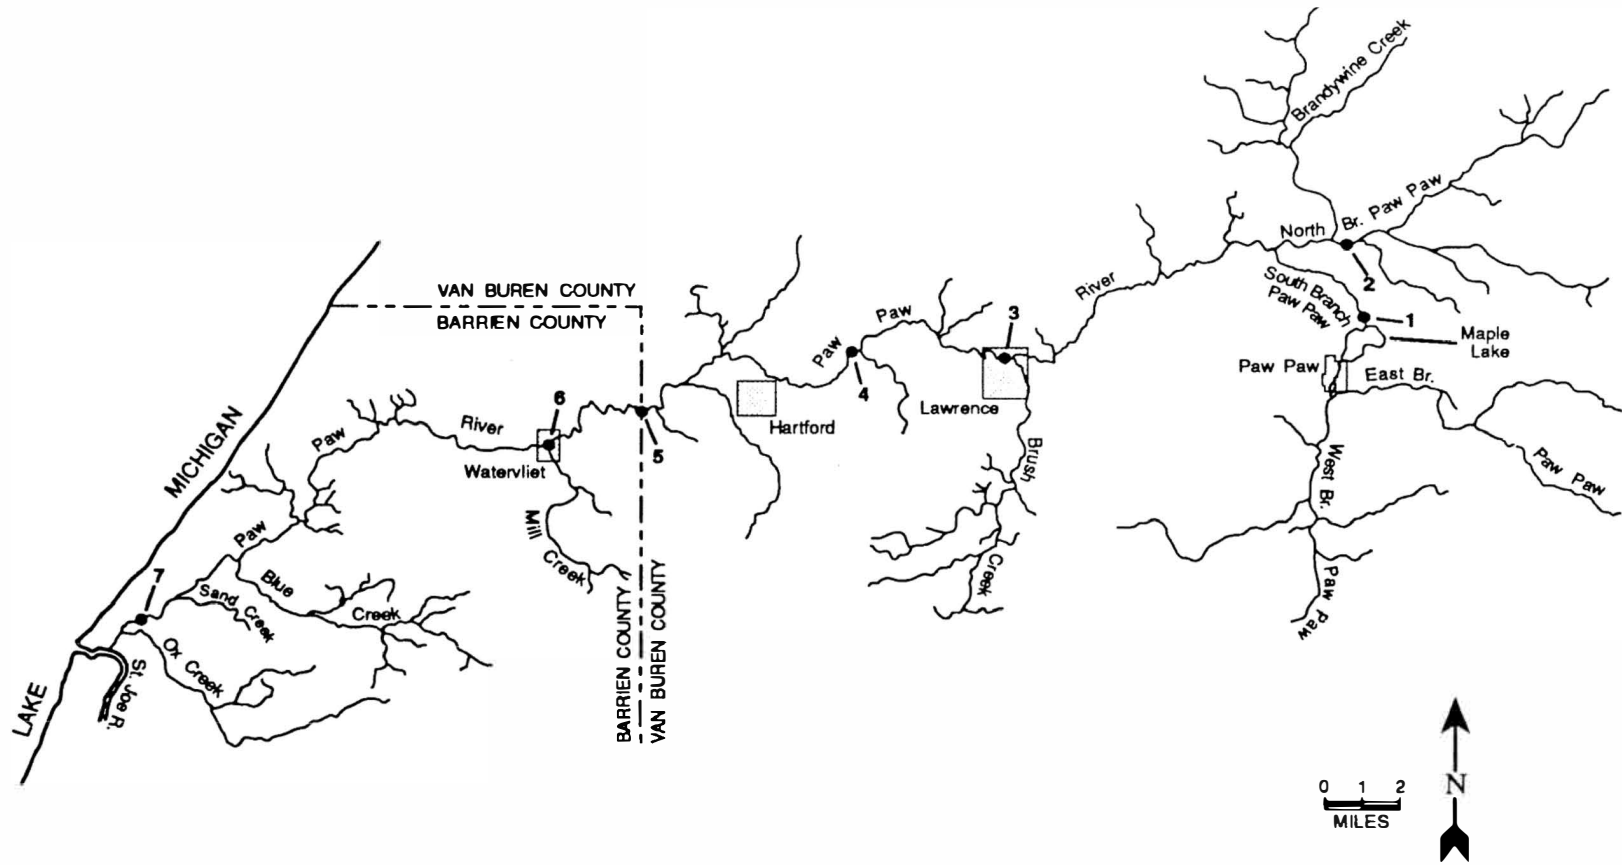 Brandywine Creek
North
Br. Paw Paw
2
South Branch
Paw Paw
1
Maple
Lake
Paw Paw
East Br.
Paw Paw
West Br.
Paw Paw
River
3
Paw
Paw
4
Lawrence
Brush
Creek
Hartford
VAN BUREN COUNTY
BARRIEN COUNTY
5
6
River
Watervliet
Paw
Mill
Creek
BARRIEN COUNTY
VAN BUREN COUNTY
MICHIGAN
LAKE
Paw
Blue
Creek
Sand Creek
7
Ox Creek
St. Joe R.
0 1 2
MILES
N